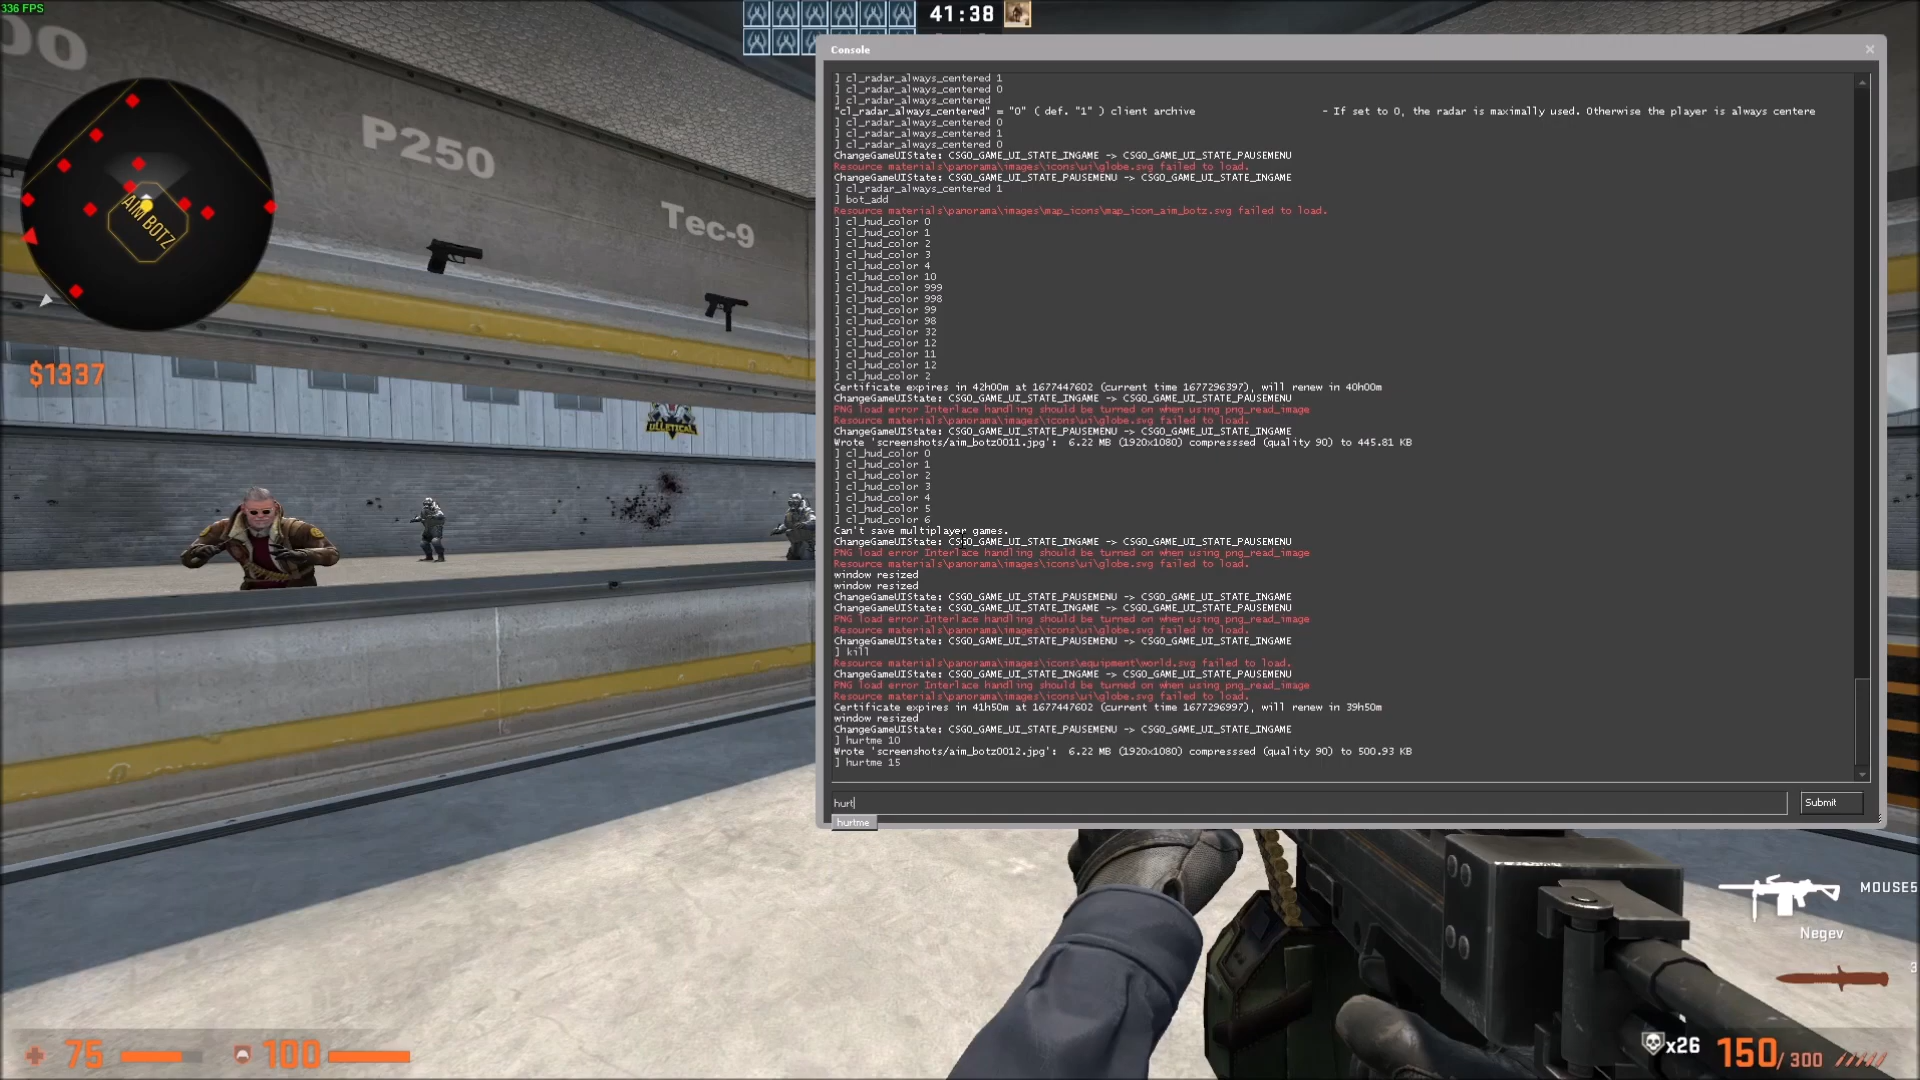 336 FPS
41:38
P250
Tec-9
AIM BOTZ
$1337
Console
] cl_radar_always_centered 1
] cl_radar_always_centered 0
] cl_radar_always_centered
"cl_radar_always_centered" = "0" ( def. "1" ) client archive - If set to 0, the radar is maximally used. Otherwise the player is always centere
] cl_radar_always_centered 0
] cl_radar_always_centered 1
] cl_radar_always_centered 0
ChangeGameUIState: CSGO_GAME_UI_STATE_INGAME -> CSGO_GAME_UI_STATE_PAUSEMENU
Resource materials\panorama\images\icons\ui\globe.svg failed to load.
ChangeGameUIState: CSGO_GAME_UI_STATE_PAUSEMENU -> CSGO_GAME_UI_STATE_INGAME
] cl_radar_always_centered 1
] bot_add
Resource materials\panorama\images\map_icons\map_icon_aim_botz.svg failed to load.
] cl_hud_color 0
] cl_hud_color 1
] cl_hud_color 2
] cl_hud_color 3
] cl_hud_color 4
] cl_hud_color 10
] cl_hud_color 999
] cl_hud_color 998
] cl_hud_color 99
] cl_hud_color 98
] cl_hud_color 32
] cl_hud_color 12
] cl_hud_color 11
] cl_hud_color 12
] cl_hud_color 2
Certificate expires in 42h00m at 1677447602 (current time 1677296397), will renew in 40h00m
ChangeGameUIState: CSGO_GAME_UI_STATE_INGAME -> CSGO_GAME_UI_STATE_PAUSEMENU
PNG load error Interlace handling should be turned on when using png_read_image
Resource materials\panorama\images\icons\ui\globe.svg failed to load.
ChangeGameUIState: CSGO_GAME_UI_STATE_PAUSEMENU -> CSGO_GAME_UI_STATE_INGAME
Wrote 'screenshots/aim_botz0011.jpg': 6.22 MB (1920x1080) compresssed (quality 90) to 445.81 KB
] cl_hud_color 0
] cl_hud_color 1
] cl_hud_color 2
] cl_hud_color 3
] cl_hud_color 4
] cl_hud_color 5
] cl_hud_color 6
Can't save multiplayer games.
ChangeGameUIState: CSGO_GAME_UI_STATE_INGAME -> CSGO_GAME_UI_STATE_PAUSEMENU
PNG load error Interlace handling should be turned on when using png_read_image
Resource materials\panorama\images\icons\ui\globe.svg failed to load.
window resized
window resized
ChangeGameUIState: CSGO_GAME_UI_STATE_PAUSEMENU -> CSGO_GAME_UI_STATE_INGAME
ChangeGameUIState: CSGO_GAME_UI_STATE_INGAME -> CSGO_GAME_UI_STATE_PAUSEMENU
PNG load error Interlace handling should be turned on when using png_read_image
Resource materials\panorama\images\icons\ui\globe.svg failed to load.
ChangeGameUIState: CSGO_GAME_UI_STATE_PAUSEMENU -> CSGO_GAME_UI_STATE_INGAME
] kill
Resource materials\panorama\images\icons\equipment\world.svg failed to load.
ChangeGameUIState: CSGO_GAME_UI_STATE_INGAME -> CSGO_GAME_UI_STATE_PAUSEMENU
PNG load error Interlace handling should be turned on when using png_read_image
Resource materials\panorama\images\icons\ui\globe.svg failed to load.
Certificate expires in 41h50m at 1677447602 (current time 1677296997), will renew in 39h50m
window resized
ChangeGameUIState: CSGO_GAME_UI_STATE_PAUSEMENU -> CSGO_GAME_UI_STATE_INGAME
] hurtme 10
Wrote 'screenshots/aim_botz0012.jpg': 6.22 MB (1920x1080) compresssed (quality 90) to 500.93 KB
] hurtme 15
hurt
Submit
hurtme
MOUSE5
Negev
3
75
100
x26
150/ 300